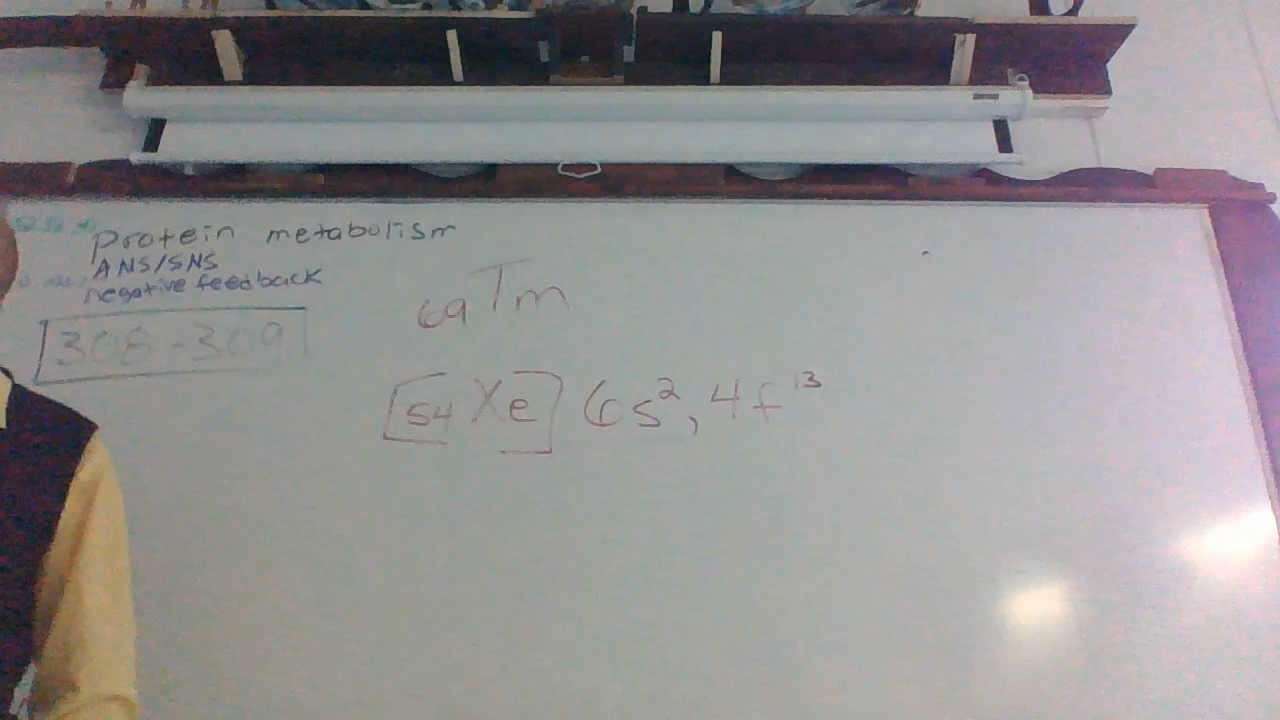 Protein metabolism
ANS/SNS
negative feedback
308-309
₆₉Tm
[₅₄Xe] 6s², 4f¹³